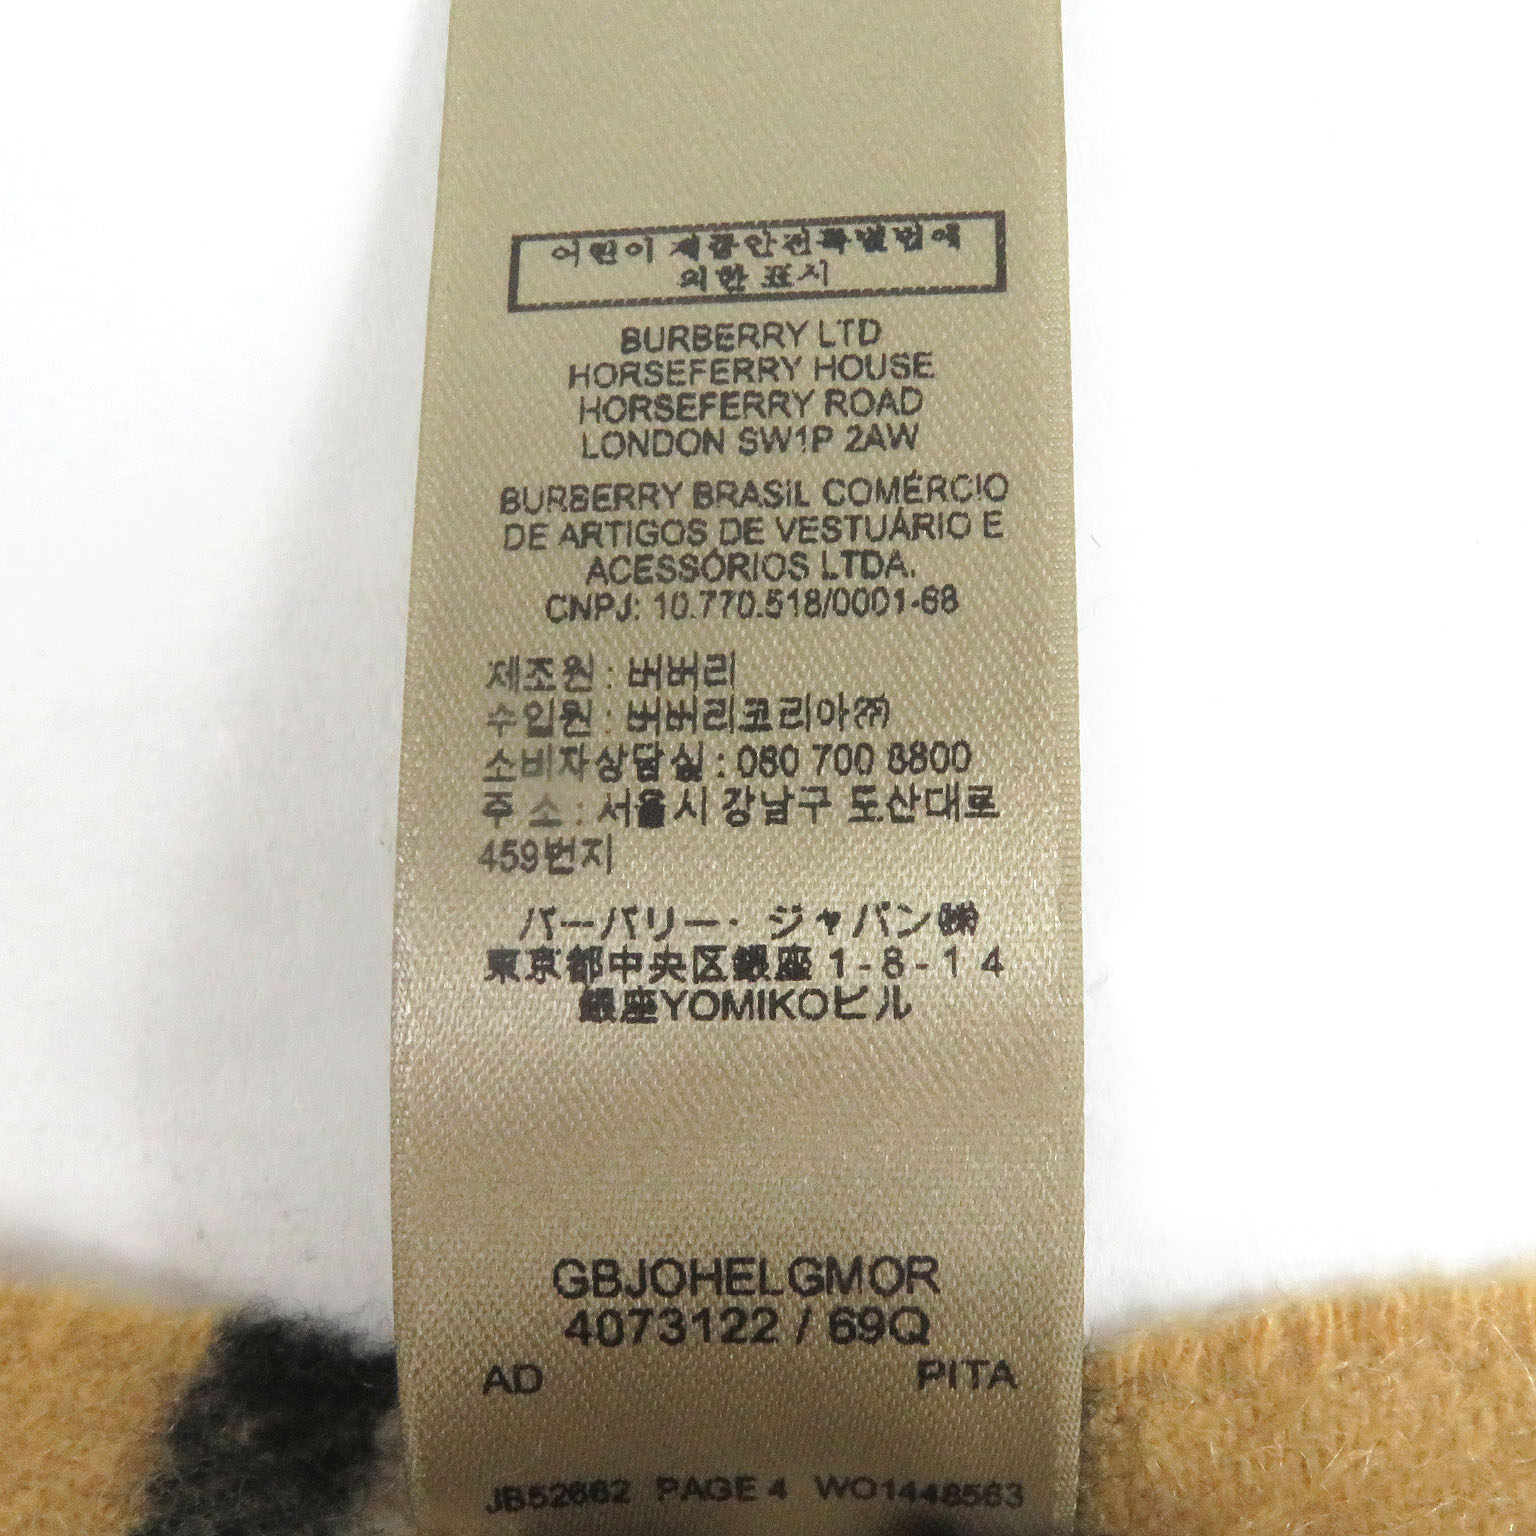 어린이 제품안전특별법에
의한 표시
BURBERRY LTD
HORSEFERRY HOUSE
HORSEFERRY ROAD
LONDON SW1P 2AW
BURBERRY BRASIL COMÉRCIO
DE ARTIGOS DE VESTUÁRIO E
ACESSÓRIOS LTDA.
CNPJ: 10.770.518/0001-68
제조원 : 버버리
수입원 : 버버리코리아㈜
소비자상담실 : 080 700 8800
주 소 : 서울시 강남구 도산대로
459번지
バーバリー・ジャパン㈱
東京都中央区銀座 1-8-14
銀座YOMIKOビル
GBJOHELGMOR
4073122 / 69Q
AD PITA
JB52662 PAGE 4 WO1448563